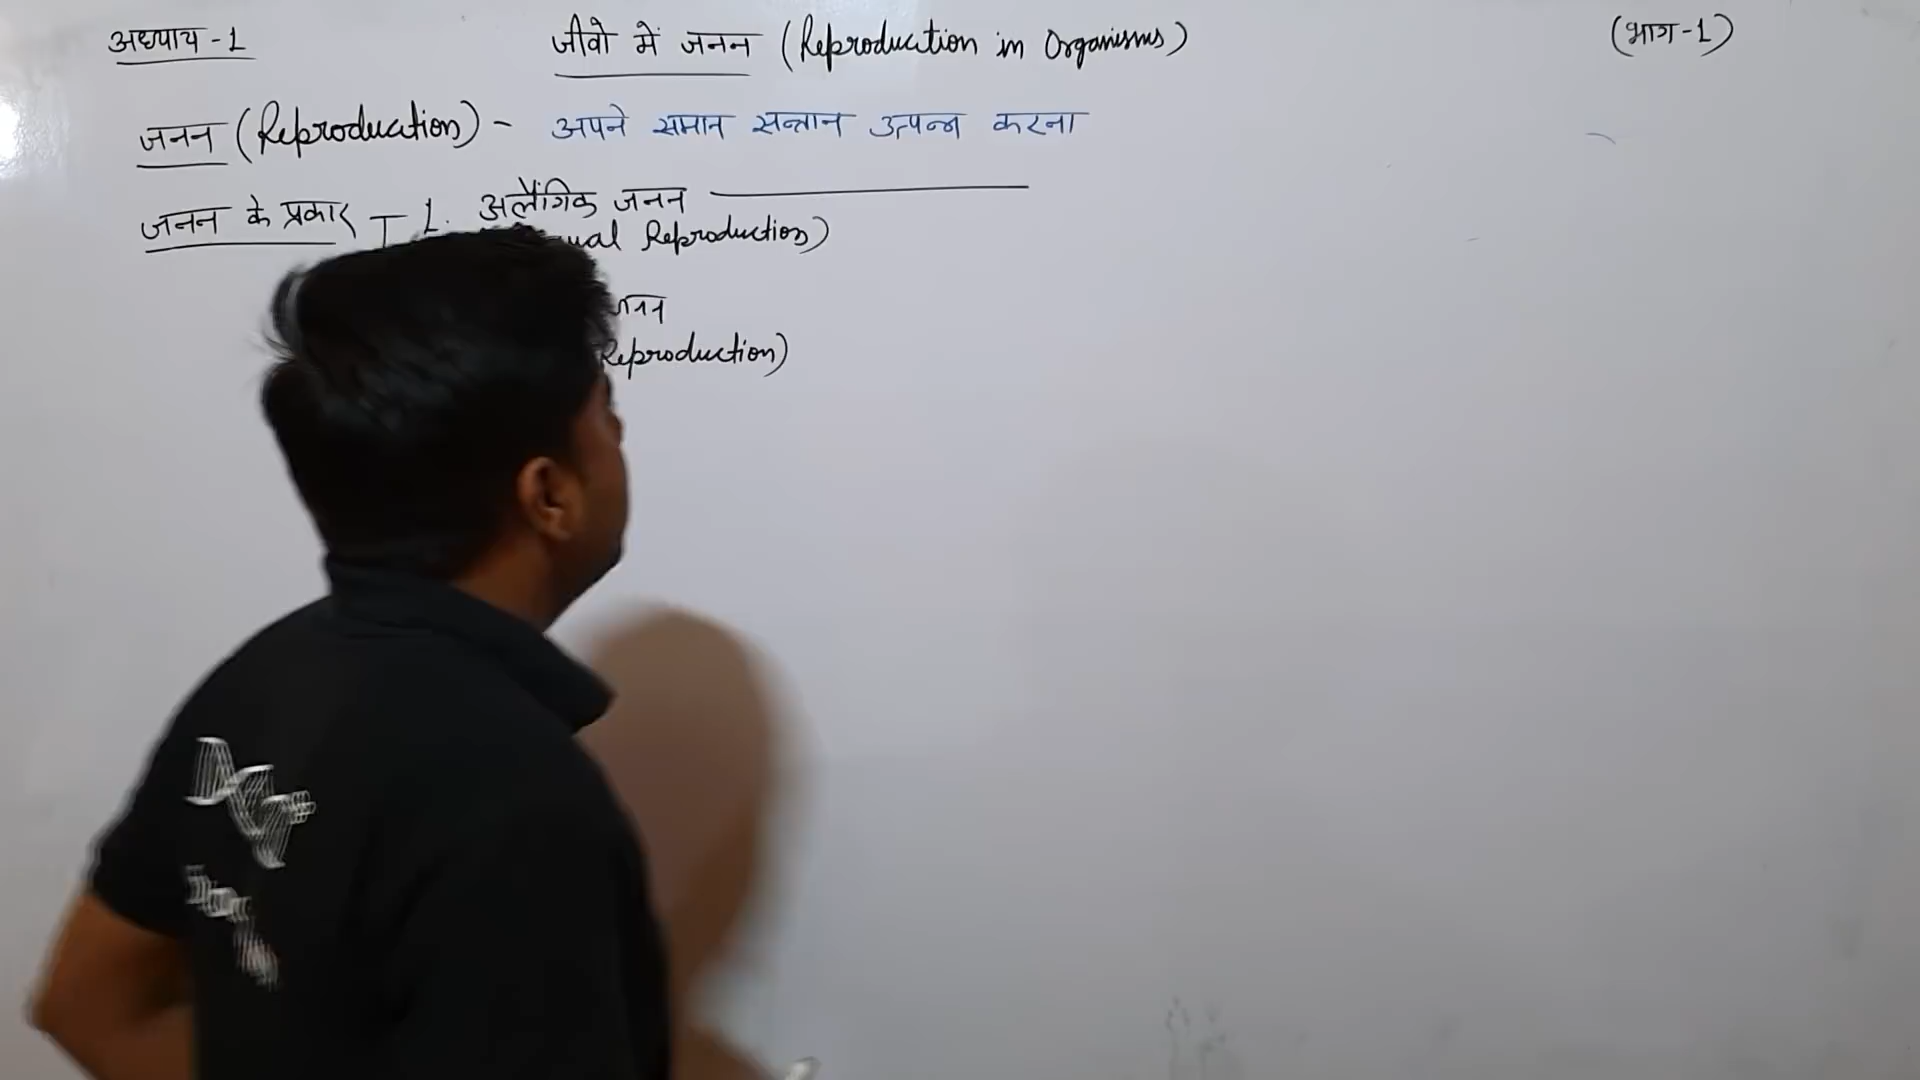 अध्याय -1 जीवो में जनन (Reproduction in Organisms) (भाग-1)
जनन (Reproduction) - अपने समान सन्तान उत्पन्न करना
जनन के प्रकार - 1. अलैंगिक जनन
Reproduction)
जनन
Reproduction)